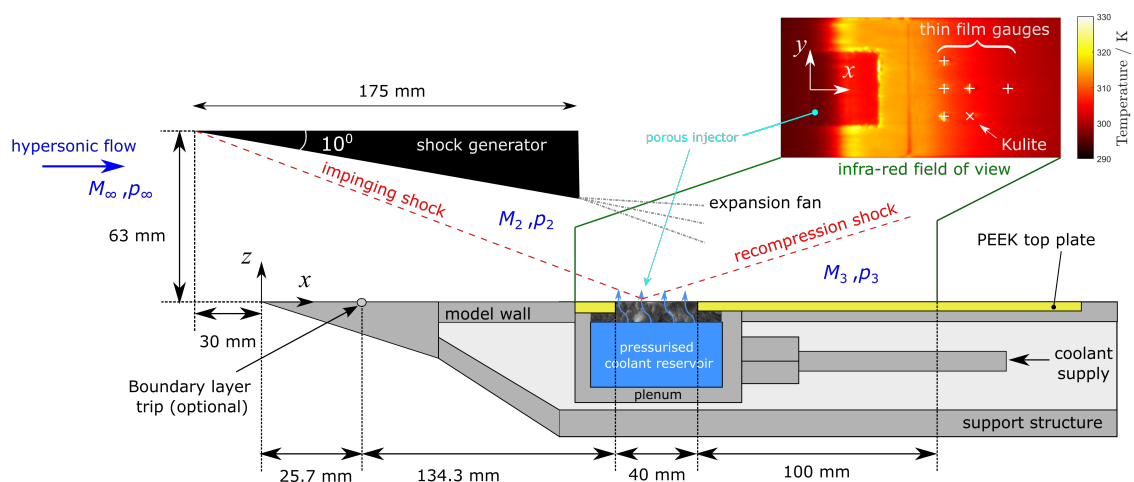 330
320
310
300
290
Temperature / K
thin film gauges
y
x
Kulite
infra-red field of view
175 mm
10⁰
shock generator
porous injector
hypersonic flow
M∞ ,p∞
impinging shock
M₂ ,p₂
expansion fan
recompression shock
63 mm
PEEK top plate
M₃ ,p₃
z
x
model wall
30 mm
pressurised
coolant reservoir
coolant
supply
plenum
Boundary layer
trip (optional)
support structure
25.7 mm
134.3 mm
40 mm
100 mm